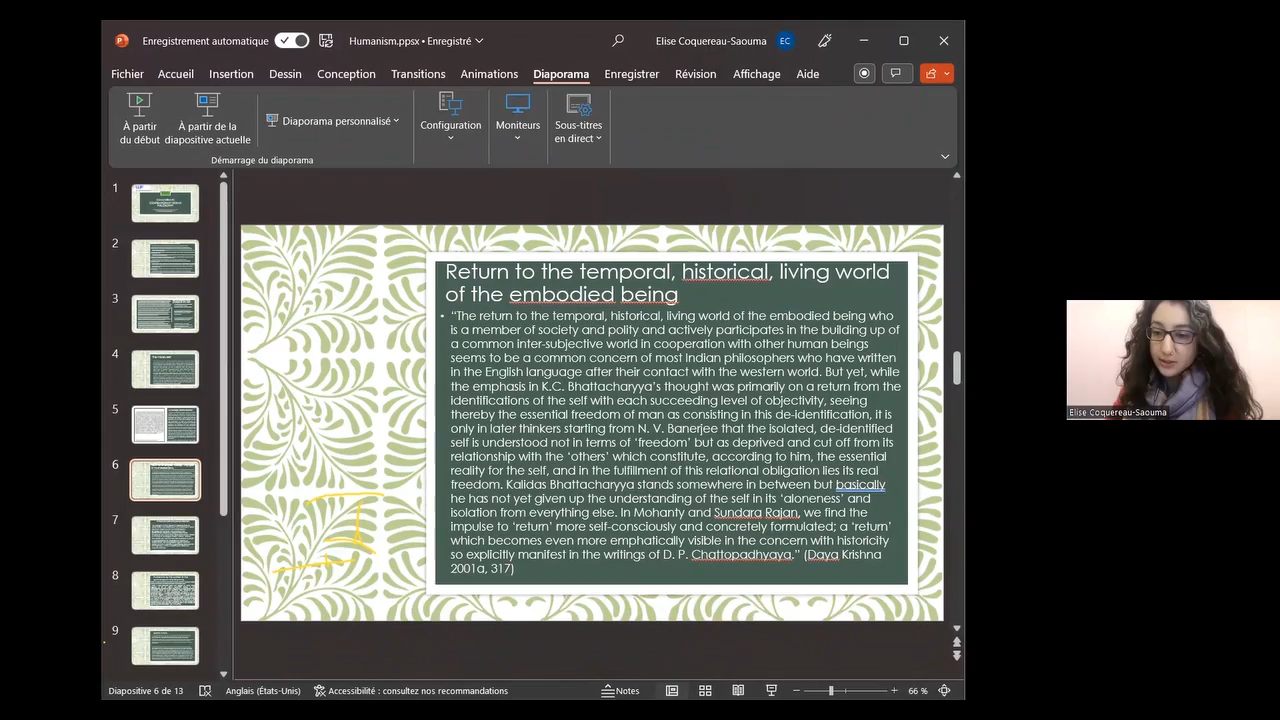 Enregistrement automatique
Humanism.ppsx • Enregistré
Elise Coquereau-Saouma
EC
Fichier
Accueil
Insertion
Dessin
Conception
Transitions
Animations
Diaporama
Enregistrer
Révision
Affichage
Aide
À partir
du début
À partir de la
diapositive actuelle
Diaporama personnalisé
Configuration
Moniteurs
Sous-titres
en direct
Démarrage du diaporama
1
2
3
4
5
6
7
8
9
Return to the temporal, historical, living world
of the embodied being
• “The return to the temporal, historical, living world of the embodied being who
is a member of society and polity and actively participates in the building up of
a common inter-subjective world in cooperation with other human beings
seems to be a common concern of most Indian philosophers who have written
in the English language after their contact with the western world. But yet, while
the emphasis in K.C. Bhattacharyya’s thought was primarily on a return from the
identifications of the self with each succeeding level of objectivity, seeing
thereby the essential freedom of man as consisting in this de-identification, it is
only in later thinkers starting from N. V. Banerjee that the isolated, de-identified
self is understood not in terms of ‘freedom’ but as deprived and cut off from its
relationship with the ‘others’ which constitute, according to him, the essential
reality for the self, and in the fulfillment of this relational obligation lies its real
freedom. Kalidas Bhattacharyya stands somewhere in between but basically
he has not yet given up the understanding of the self in its ‘aloneness’ and
isolation from everything else. In Mohanty and Sundara Rajan, we find the
impulse to ‘return’ more self-consciously and concretely formulated; a return
which becomes even more emphatically visible in the concern with historicity
so explicitly manifest in the writings of D. P. Chattopadhyaya.” (Daya Krishna
2001a, 317)
Elise Coquereau-Saouma
Diapositive 6 de 13
Anglais (États-Unis)
Accessibilité : consultez nos recommandations
Notes
66 %